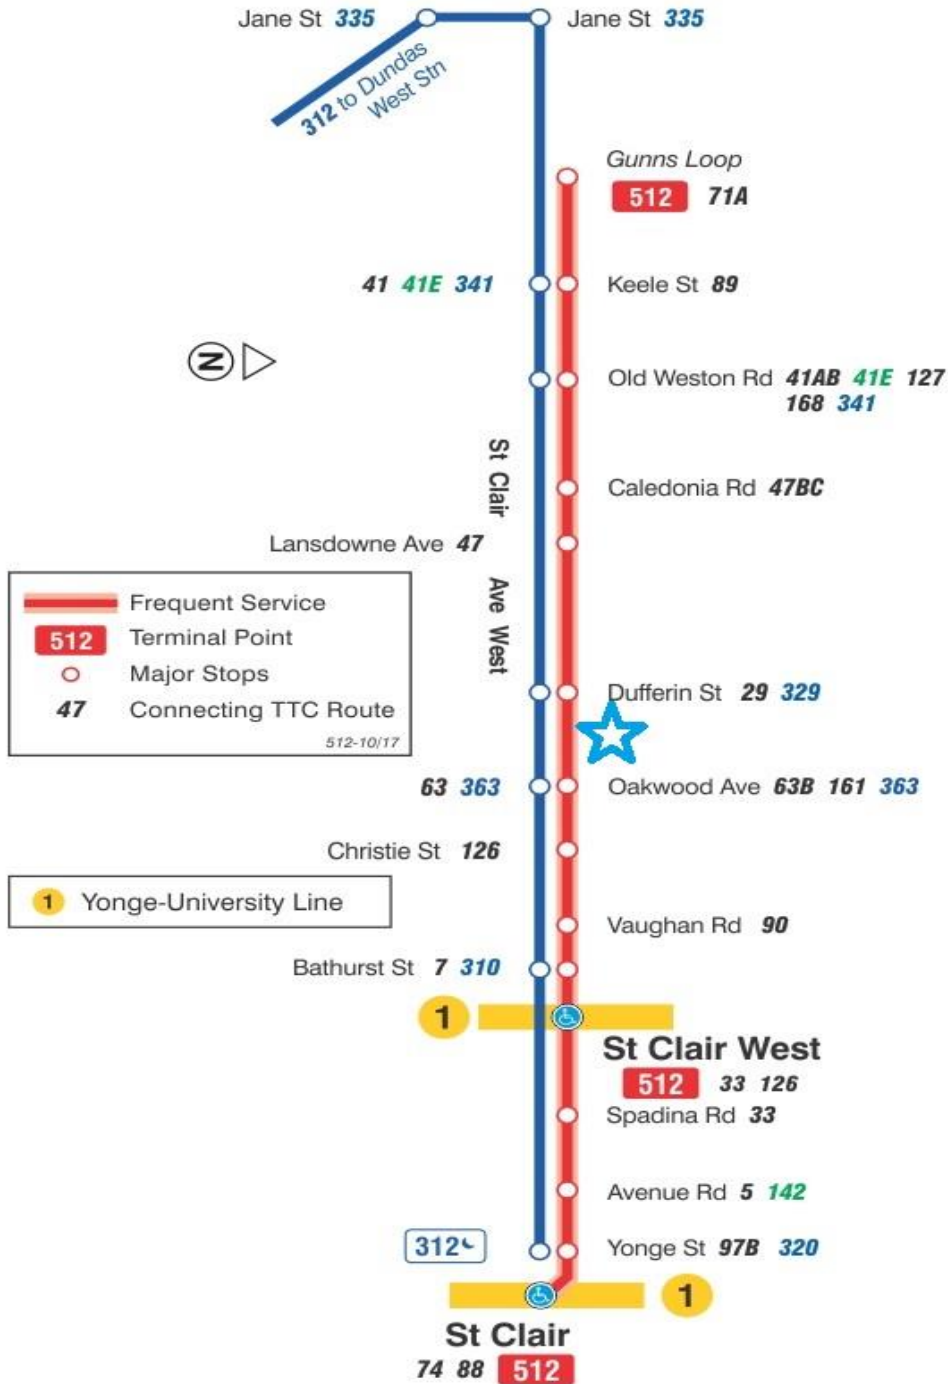 Jane St 335
Jane St 335
312 to Dundas
West Stn
Gunns Loop
512 71A
41 41E 341
Keele St 89
N
Old Weston Rd 41AB 41E 127
168 341
St Clair Ave West
Caledonia Rd 47BC
Lansdowne Ave 47
Frequent Service
512 Terminal Point
Major Stops
47 Connecting TTC Route
512-10/17
Dufferin St 29 329
63 363
Oakwood Ave 63B 161 363
Christie St 126
1 Yonge-University Line
Vaughan Rd 90
Bathurst St 7 310
1
St Clair West
512 33 126
Spadina Rd 33
Avenue Rd 5 142
312
Yonge St 97B 320
1
St Clair
74 88 512